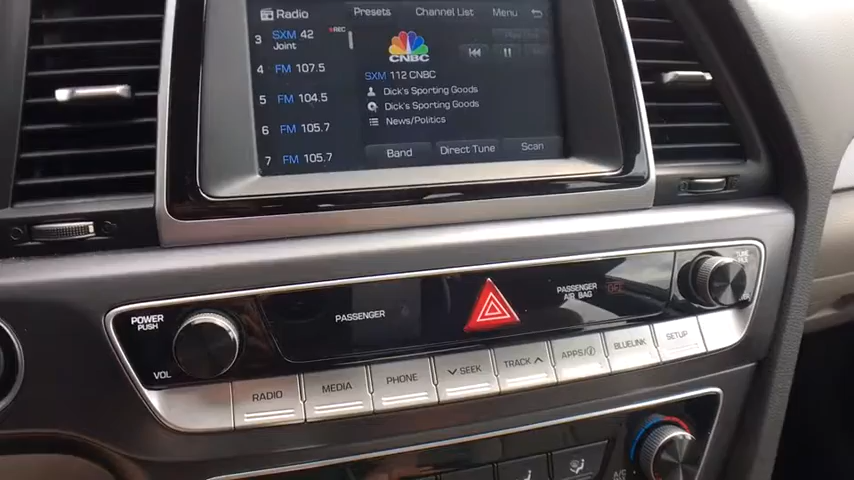 Radio
Presets
Channel List
Menu
3 SXM 42
Joint
REC
4 FM 107.5
5 FM 104.5
6 FM 105.7
7 FM 105.7
CNBC
SXM 112 CNBC
Dick's Sporting Goods
Dick's Sporting Goods
News/Politics
Band
Direct Tune
Scan
POWER
PUSH
VOL
PASSENGER
PASSENGER
AIR BAG
TUNE
FILE
RADIO
MEDIA
PHONE
SEEK
TRACK
APPS/
BLUELINK
SETUP
A/C